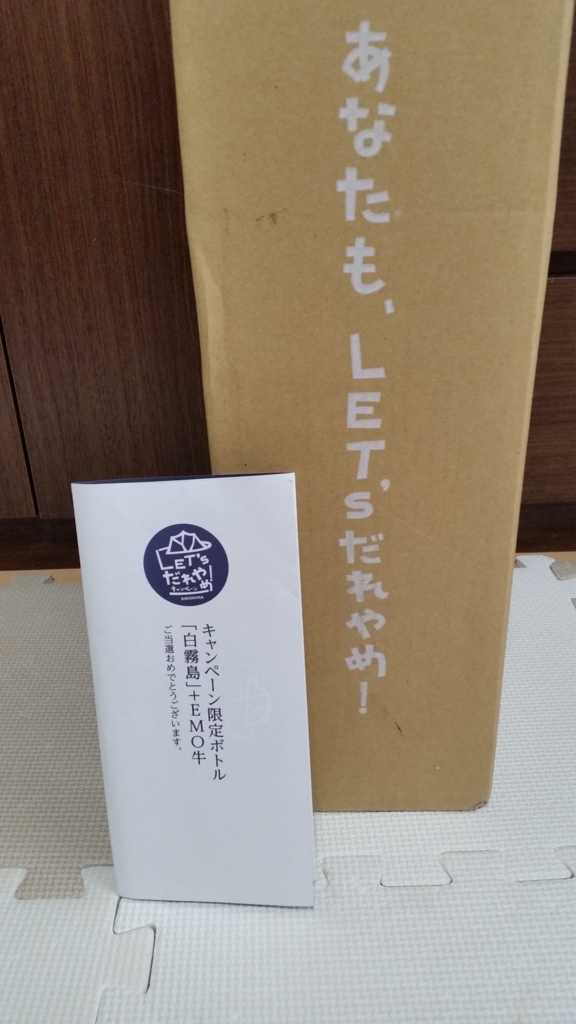 あなたも、LET'sだれやめ!
LET's
だれやめ!
キャンペーン
KIRISHIMA
キャンペーン限定ボトル
「白霧島」+EMO牛
ご当選おめでとうございます。